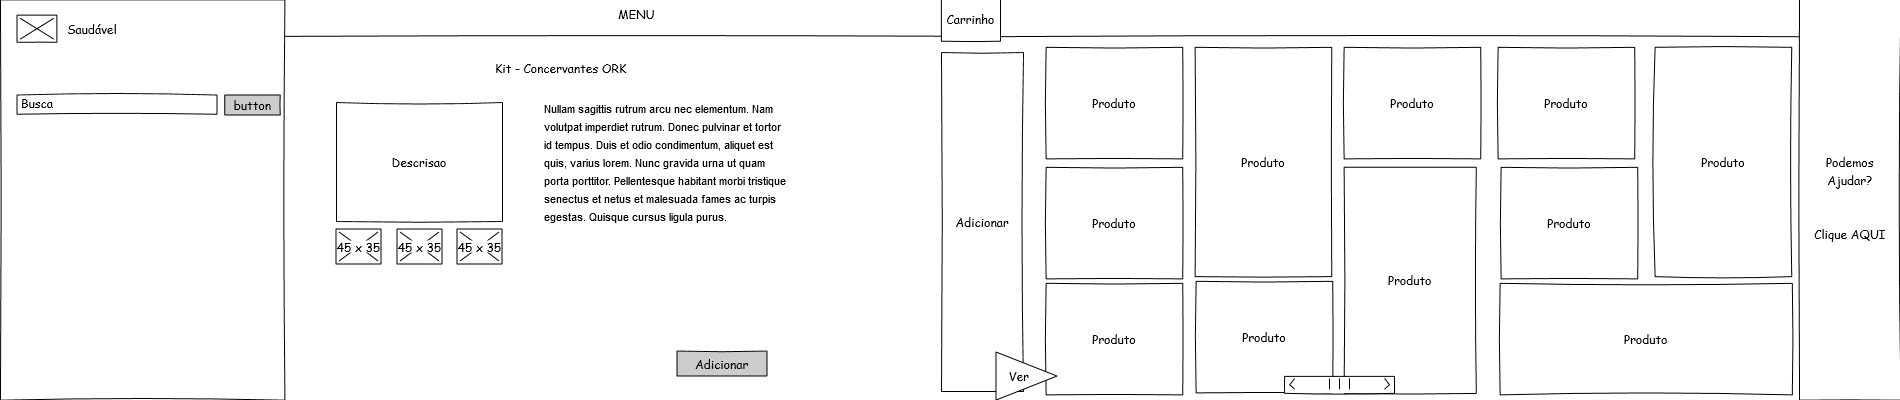 Saudável
Busca
button
MENU
Kit - Concervantes ORK
Descrisao
45 x 35
45 x 35
45 x 35
Nullam sagittis rutrum arcu nec elementum. Nam
volutpat imperdiet rutrum. Donec pulvinar et tortor
id tempus. Duis et odio condimentum, aliquet est
quis, varius lorem. Nunc gravida urna ut quam
porta porttitor. Pellentesque habitant morbi tristique
senectus et netus et malesuada fames ac turpis
egestas. Quisque cursus ligula purus.
Adicionar
Carrinho
Adicionar
Ver
Produto
Produto
Produto
Produto
Produto
Produto
Produto
Produto
Produto
Produto
Produto
Podemos
Ajudar?
Clique AQUI